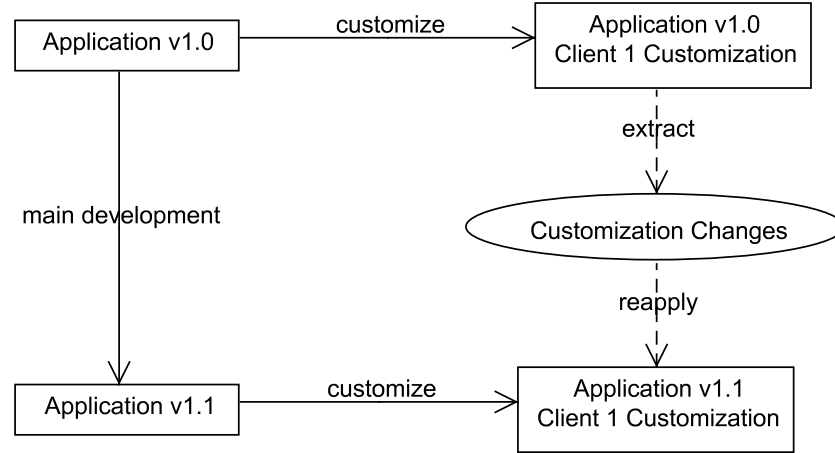 Application v1.0
customize
Application v1.0
Client 1 Customization
extract
main development
Customization Changes
reapply
Application v1.1
customize
Application v1.1
Client 1 Customization